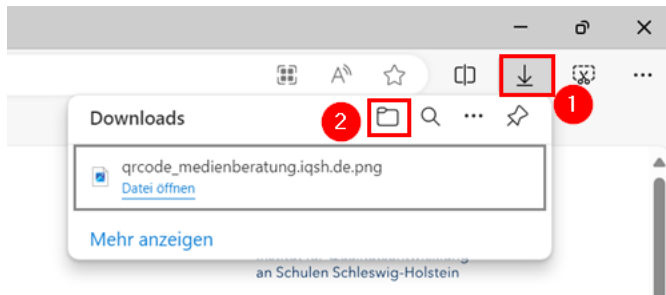 1
Downloads
2
qrcode_medienberatung.iqsh.de.png
Datei öffnen
Mehr anzeigen
an Schulen Schleswig-Holstein